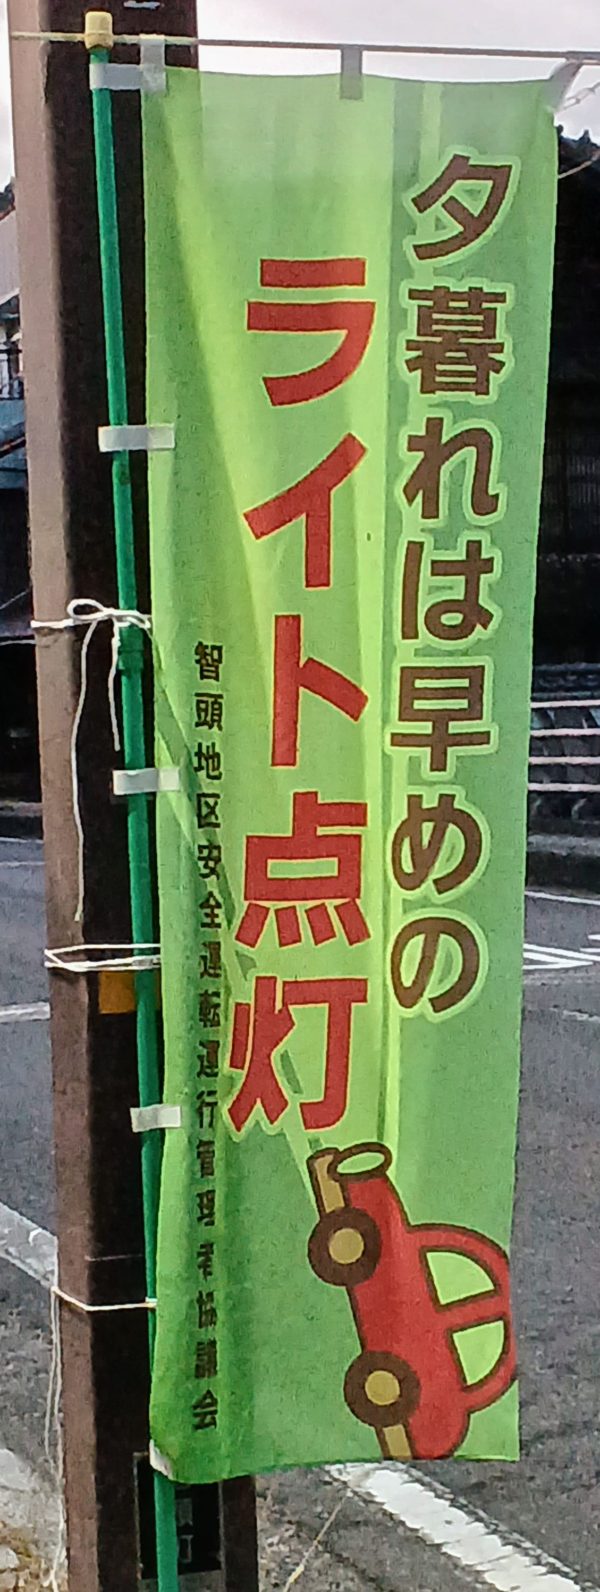 夕暮れは早めの
ライト点灯
智頭地区安全運転運行管理者協議会